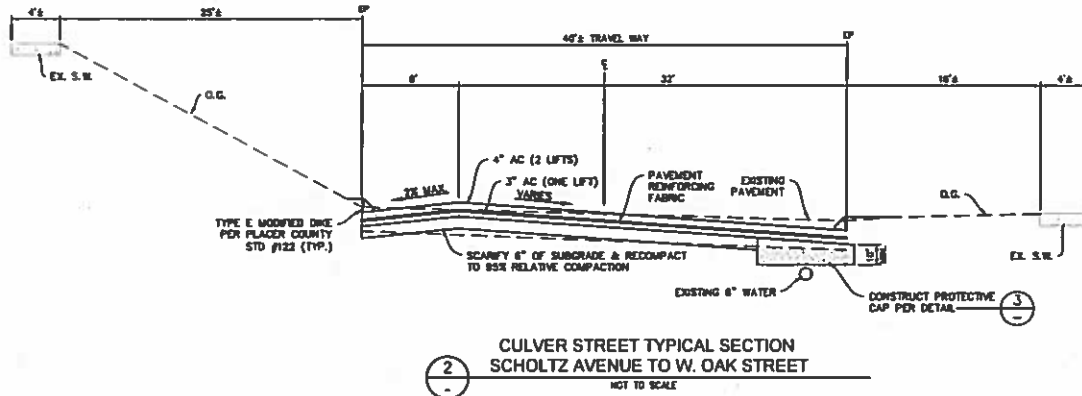 4'±
25'±
EP
40'± TRAVEL WAY
EP
EX. S.W.
8'
℄
32'
4'±
O.G.
4" AC (2 LIFTS)
3" AC (ONE LIFT)
2% MAX.
VARIES
PAVEMENT
REINFORCING
FABRIC
EXISTING
PAVEMENT
O.G.
TYPE E MODIFIED DIKE
PER PLACER COUNTY
STD #122 (TYP.)
SCARIFY 6" OF SUBGRADE & RECOMPACT
TO 95% RELATIVE COMPACTION
EX. S.W.
EXISTING 6" WATER
CONSTRUCT PROTECTIVE
CAP PER DETAIL
3
-
CULVER STREET TYPICAL SECTION
2
-
SCHOLTZ AVENUE TO W. OAK STREET
NOT TO SCALE